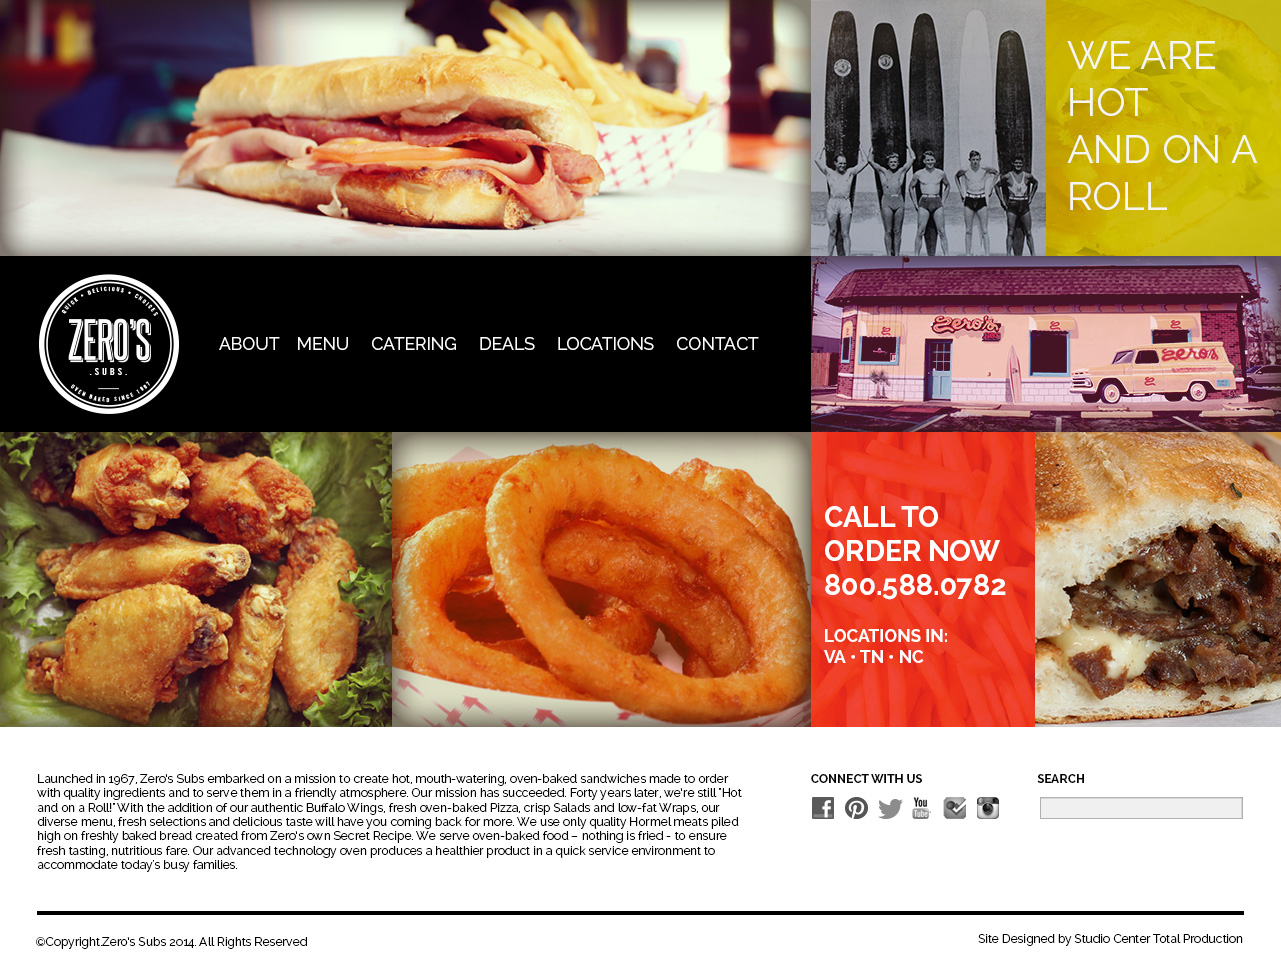 WE ARE
HOT
AND ON A
ROLL
QUICK • DELICIOUS • CHOICES
ZERO'S
.SUBS.
OVEN BAKED SINCE 1967
ABOUT MENU CATERING DEALS LOCATIONS CONTACT
Zero's
zeros
CALL TO
ORDER NOW
800.588.0782
LOCATIONS IN:
VA • TN • NC
Launched in 1967, Zero's Subs embarked on a mission to create hot, mouth-watering, oven-baked sandwiches made to order
with quality ingredients and to serve them in a friendly atmosphere. Our mission has succeeded. Forty years later, we're still "Hot
and on a Roll!" With the addition of our authentic Buffalo Wings, fresh oven-baked Pizza, crisp Salads and low-fat Wraps, our
diverse menu, fresh selections and delicious taste will have you coming back for more. We use only quality Hormel meats piled
high on freshly baked bread created from Zero's own Secret Recipe. We serve oven-baked food – nothing is fried - to ensure
fresh tasting, nutritious fare. Our advanced technology oven produces a healthier product in a quick service environment to
accommodate today's busy families.
CONNECT WITH US
You
Tube
SEARCH
©Copyright.Zero's Subs 2014. All Rights Reserved
Site Designed by Studio Center Total Production